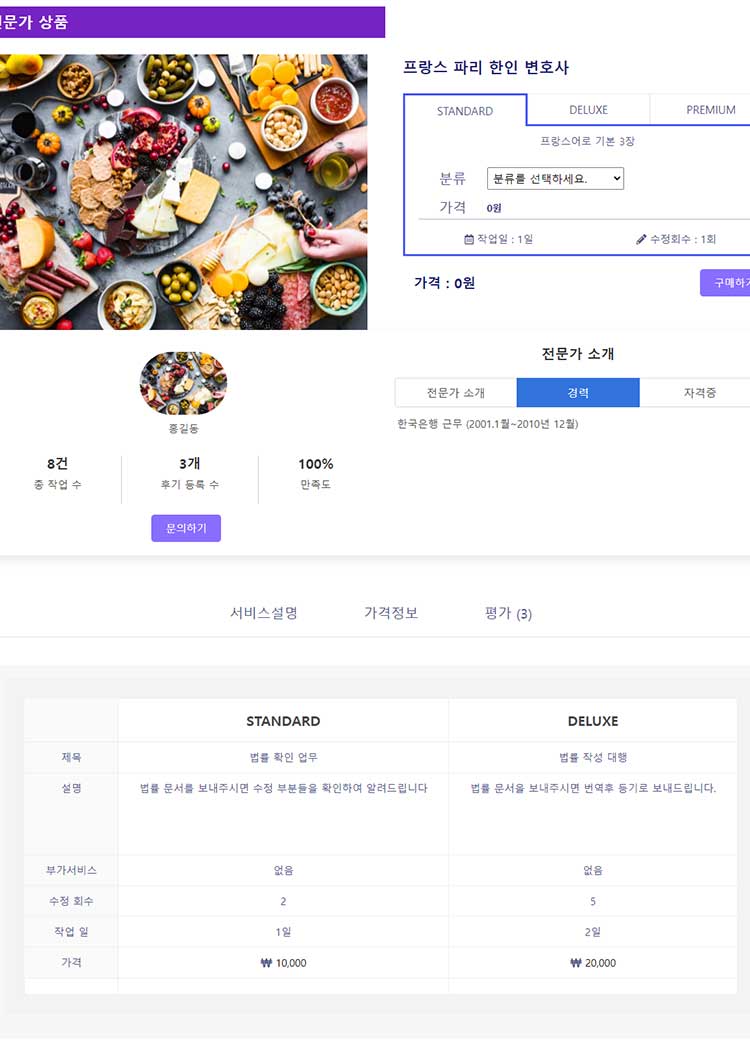 전문가 상품
프랑스 파리 한인 변호사
STANDARD DELUXE PREMIUM
프랑스어로 기본 3장
분류 분류를 선택하세요.
가격 0원
작업일 : 1일 수정회수 : 1회
가격 : 0원 구매하기
홍길동
8건 3개 100%
총 작업 수 후기 등록 수 만족도
문의하기
전문가 소개
전문가 소개 경력 자격증
한국은행 근무 (2001.1월~2010년 12월)
서비스설명 가격정보 평가 (3)
STANDARD DELUXE
제목 법률 확인 업무 법률 작성 대행
설명 법률 문서를 보내주시면 수정 부분들을 확인하여 알려드립니다 법률 문서을 보내주시면 번역후 등기로 보내드립니다.
부가서비스 없음 없음
수정 회수 2 5
작업 일 1일 2일
가격 ₩ 10,000 ₩ 20,000